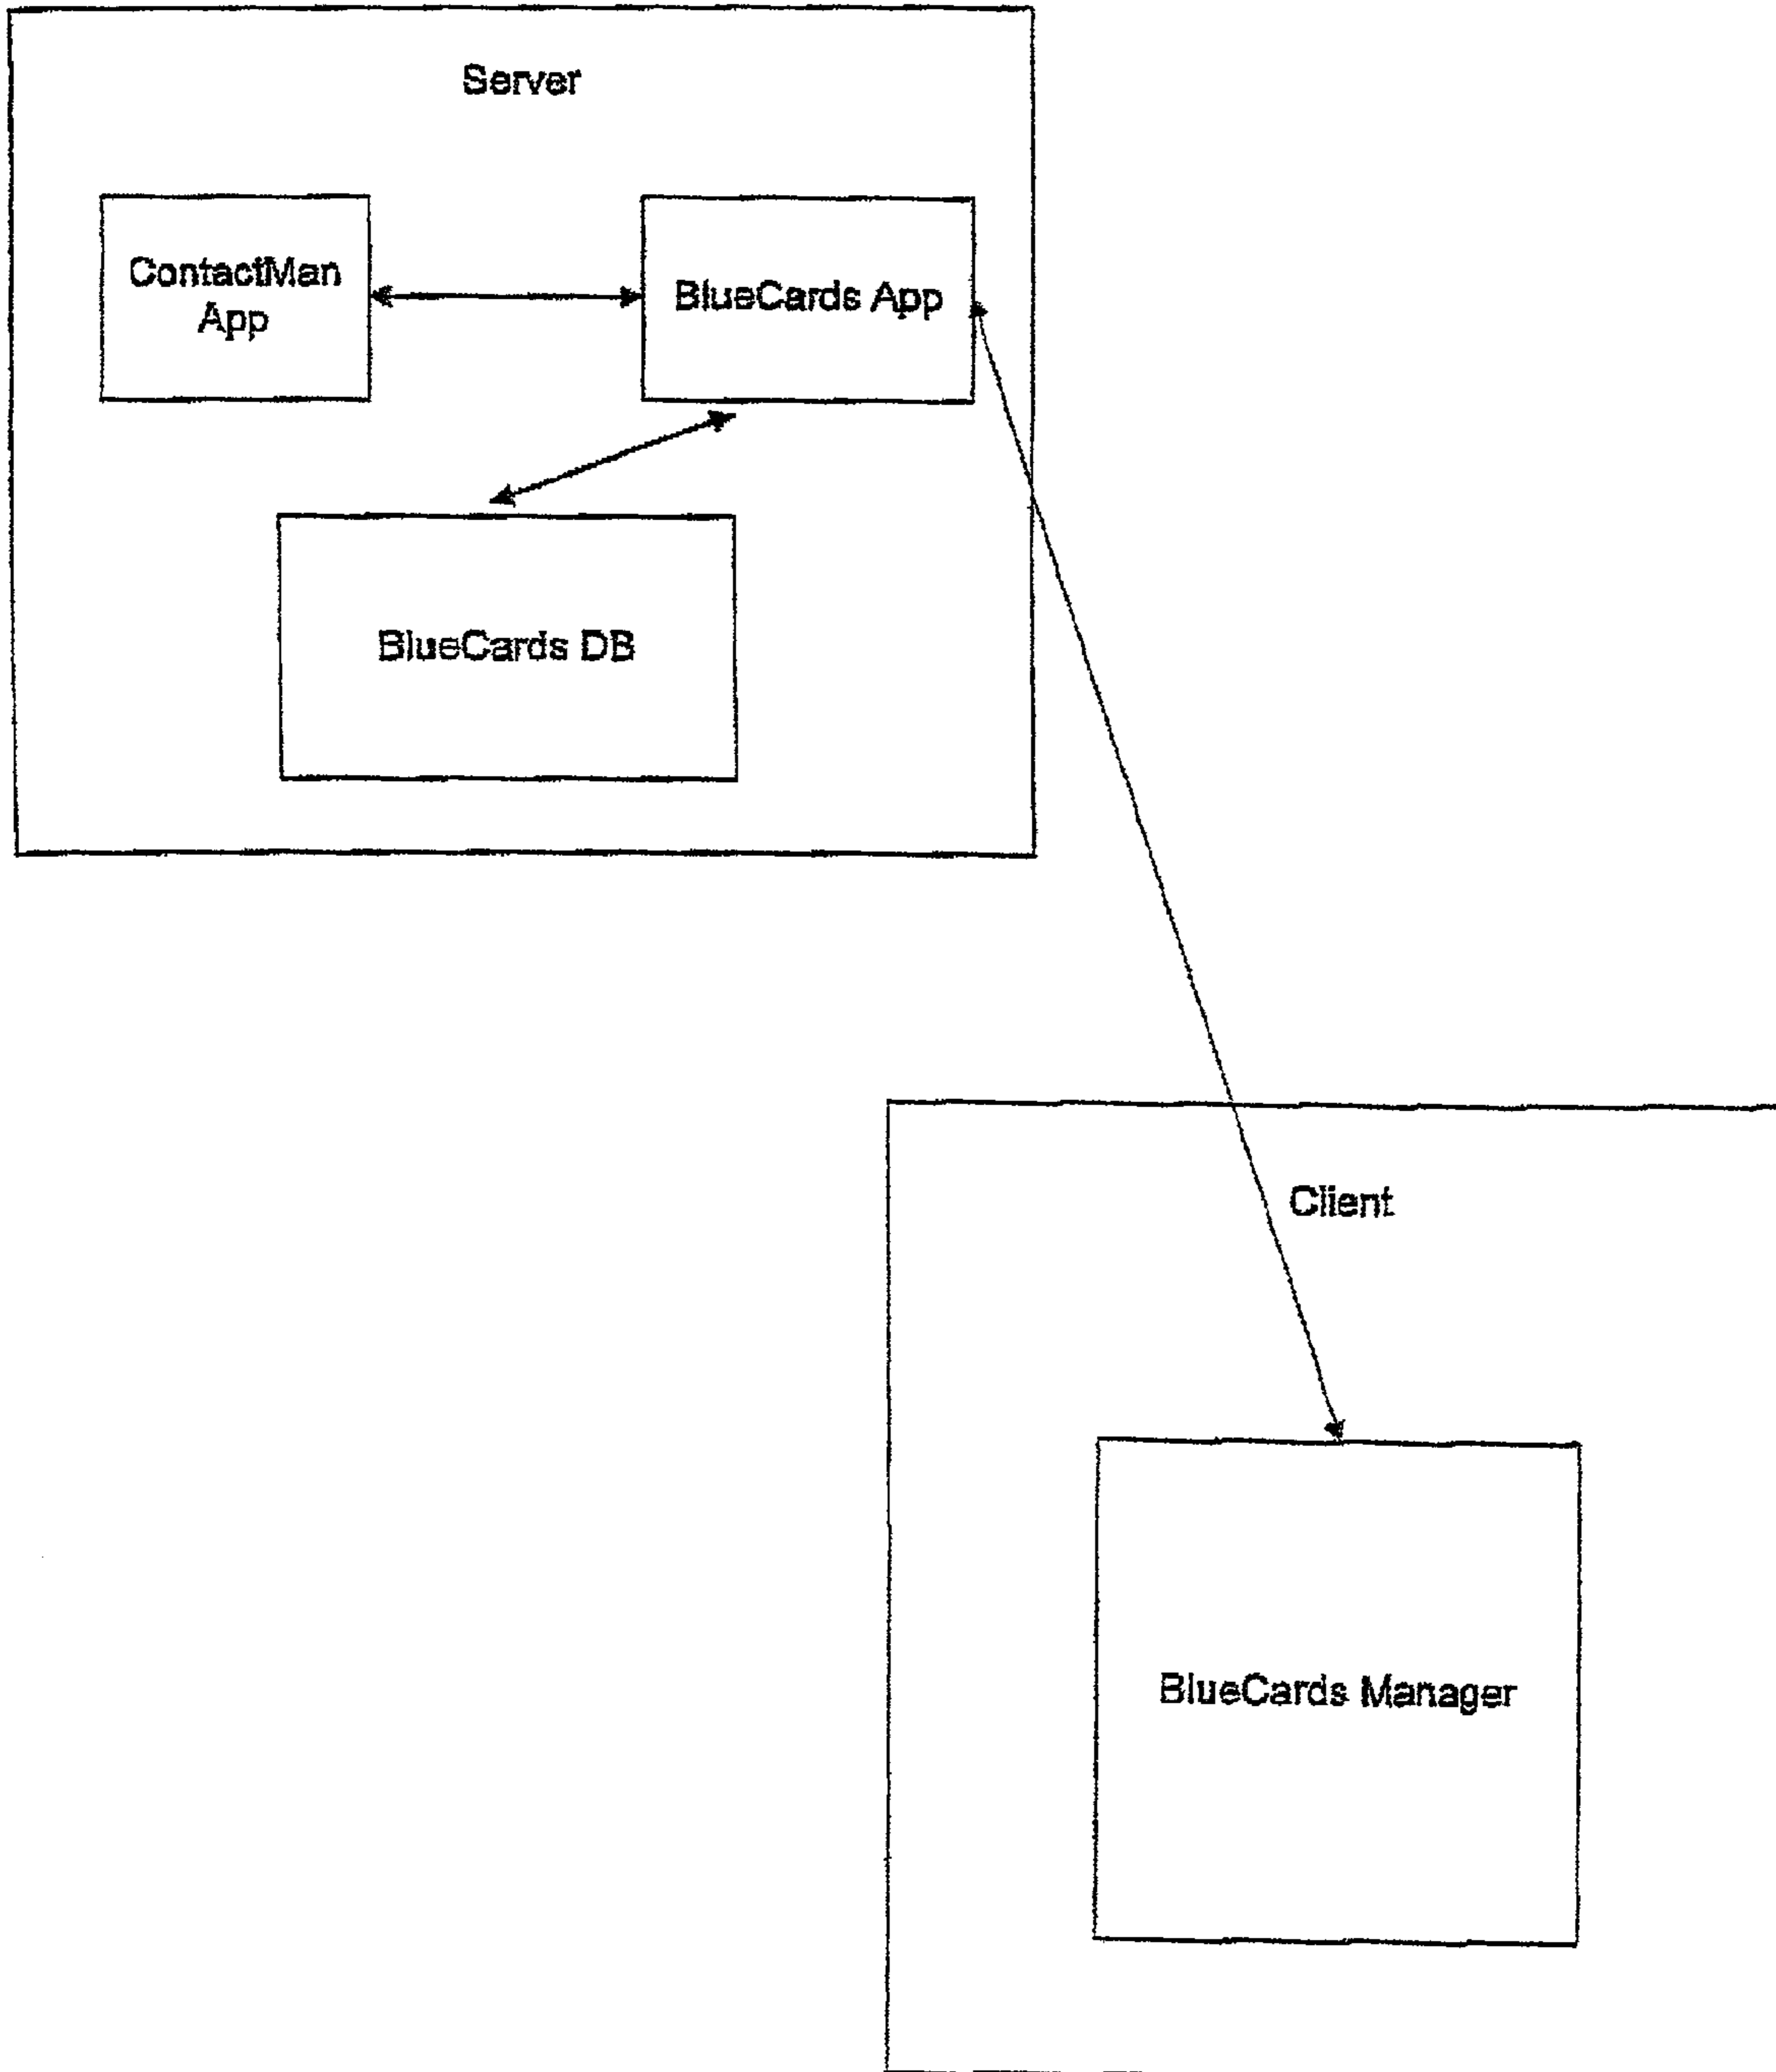 Server
ContactMan
App
BlueCards App
BlueCards DB
Client
BlueCards Manager